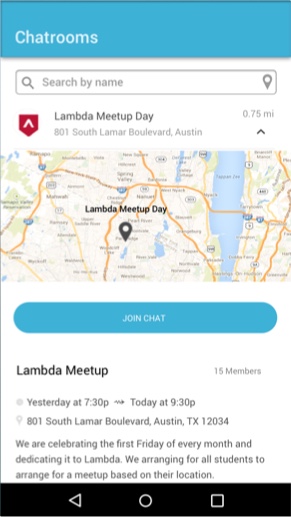 Chatrooms
Search by name
Lambda Meetup Day
0.75 mi
801 South Lamar Boulevard, Austin
Lambda Meetup Day
JOIN CHAT
Lambda Meetup
15 Members
Yesterday at 7:30p ⇝ Today at 9:30p
801 South Lamar Boulevard, Austin, TX 12034
We are celebrating the first Friday of every month and
dedicating it to Lambda. We arranging for all students to
arrange for a meetup based on their location.